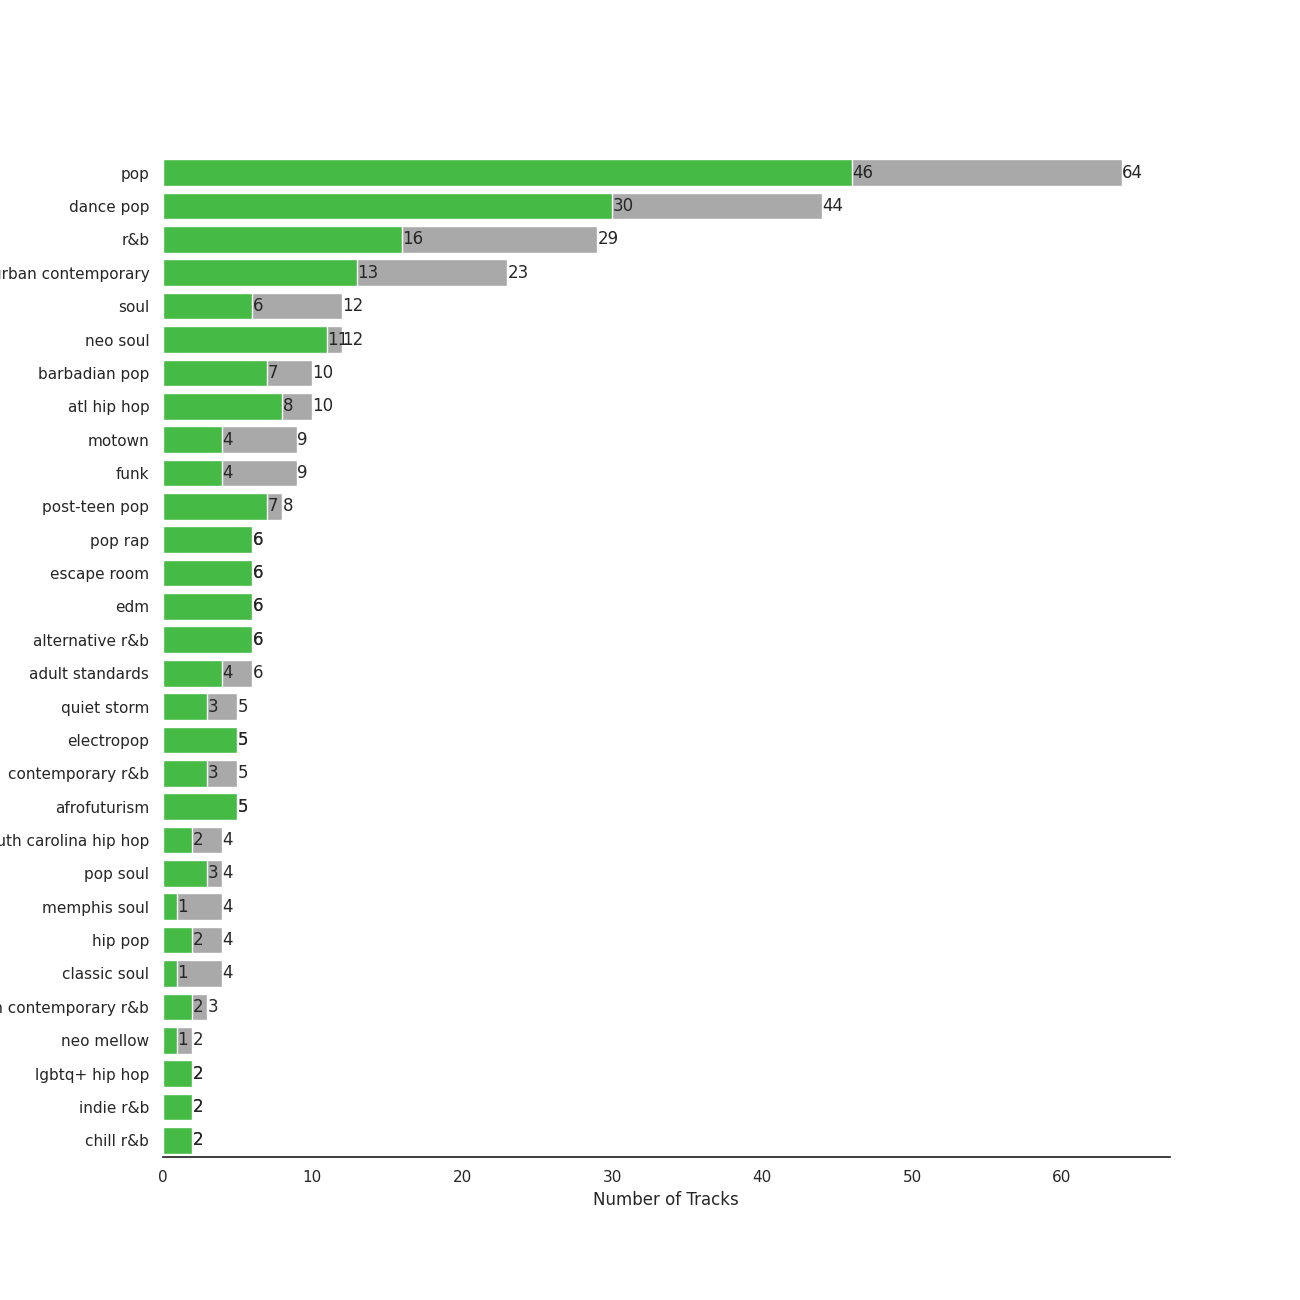 pop 46 64
dance pop 30 44
r&b 16 29
rban contemporary 13 23
soul 6 12
neo soul 11 12
barbadian pop 7 10
atl hip hop 8 10
motown 4 9
funk 4 9
post-teen pop 7 8
pop rap 6
escape room 6
edm 6
alternative r&b 6
adult standards 4 6
quiet storm 3 5
electropop 5
contemporary r&b 3 5
afrofuturism 5
uth carolina hip hop 2 4
pop soul 3 4
memphis soul 1 4
hip pop 2 4
classic soul 1 4
contemporary r&b 2 3
neo mellow 1 2
lgbtq+ hip hop 2
indie r&b 2
chill r&b 2
0 10 20 30 40 50 60
Number of Tracks